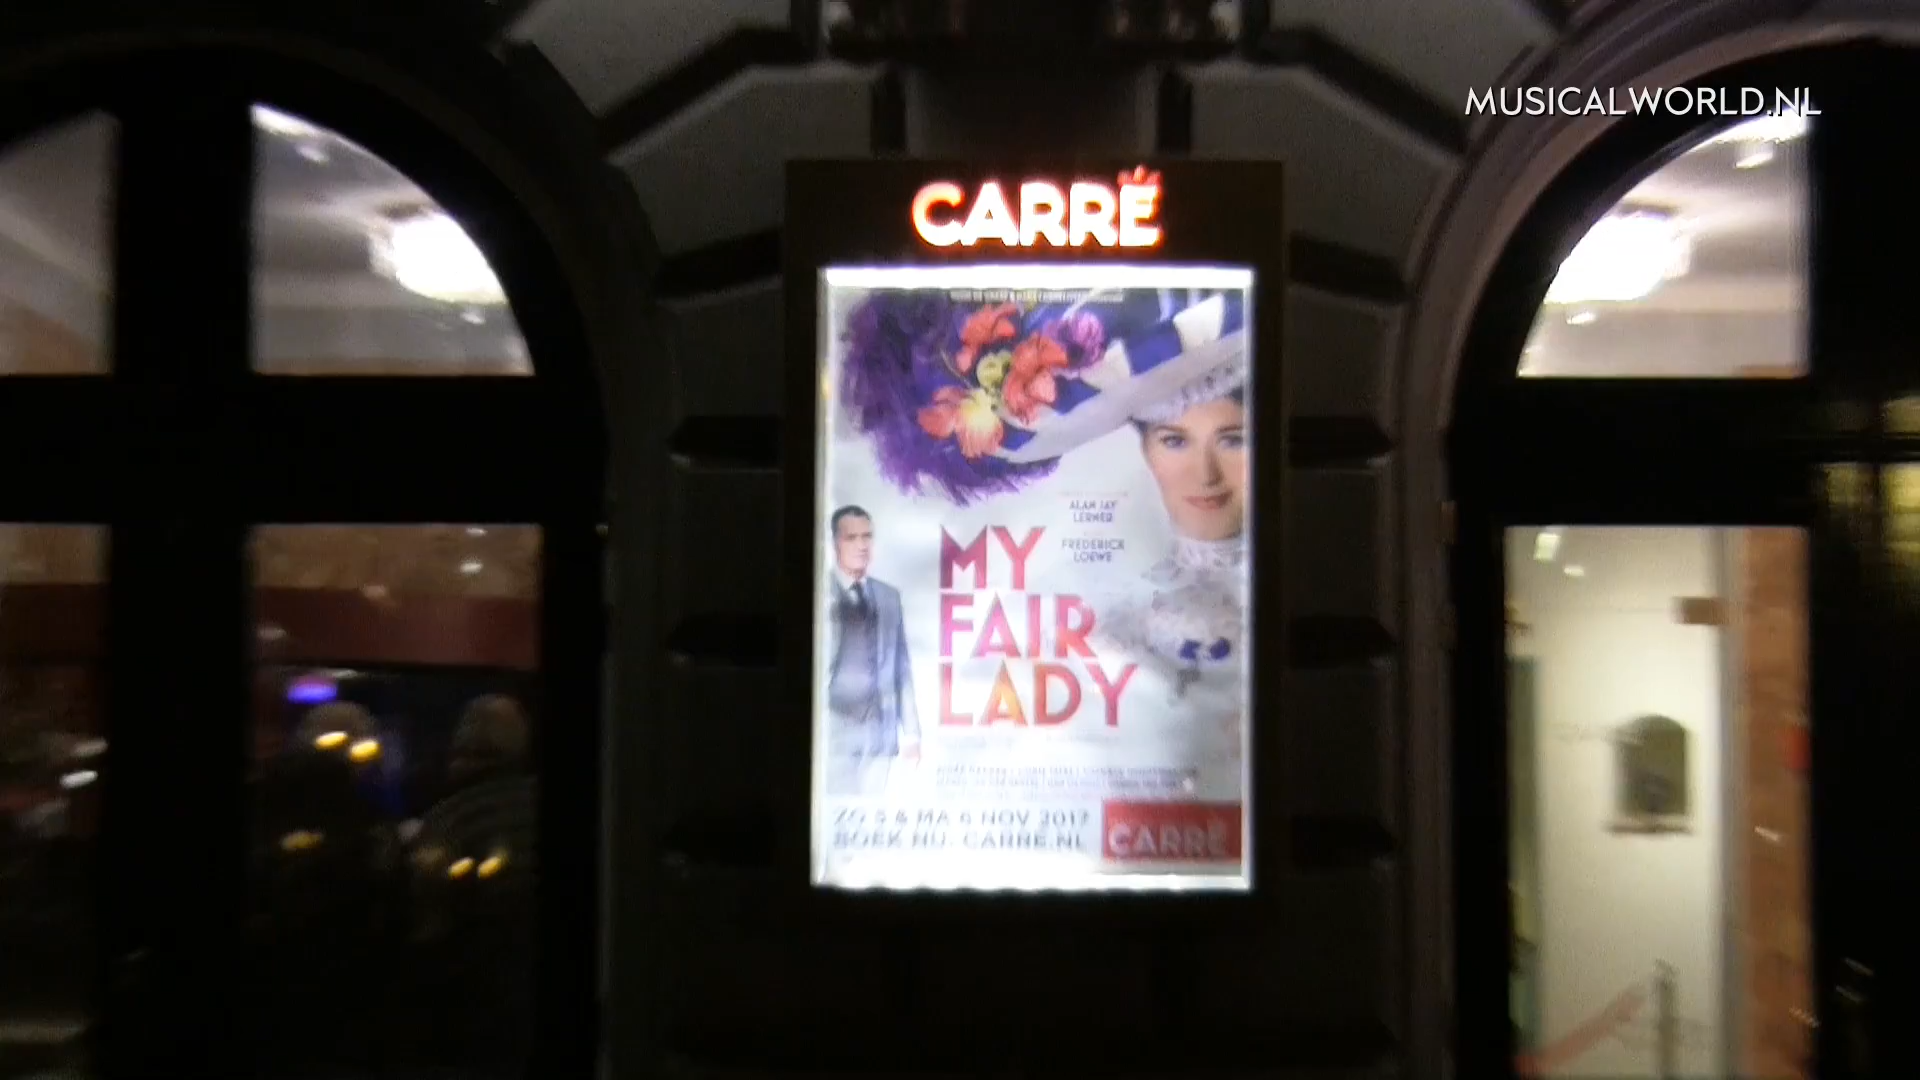 MUSICALWORLD.NL
CARRÉ
ALAN JAY
LERNER
FREDERICK
LOEWE
MY
FAIR
LADY
ZO 5 & MA 6 NOV 2017
BOEK NU: CARRE.NL
CARRÉ